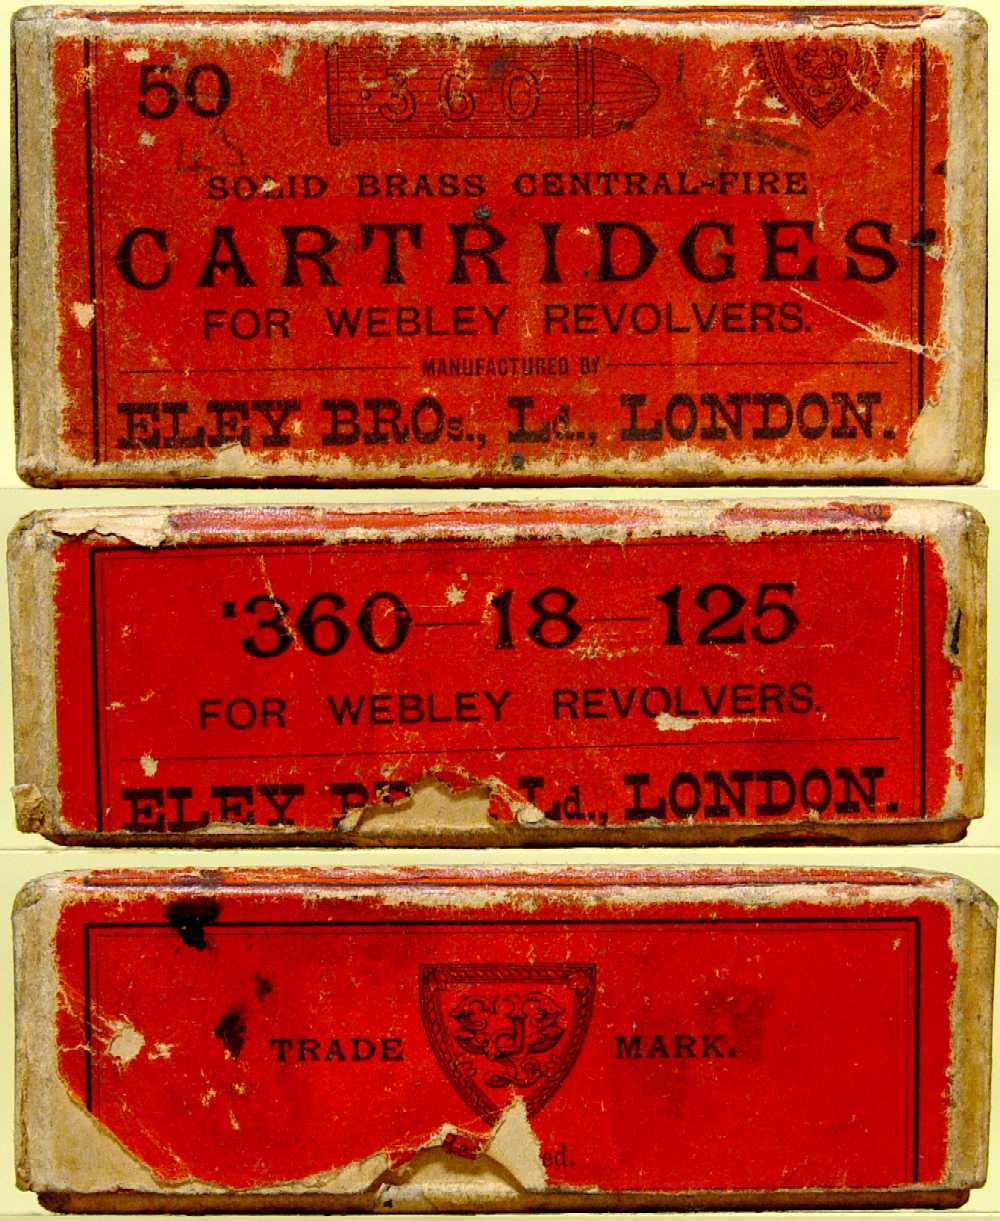 50
·360
SOLID BRASS CENTRAL-FIRE
CARTRIDGES
FOR WEBLEY REVOLVERS.
MANUFACTURED BY
ELEY BROs., Ld., LONDON.
·360—18—125
FOR WEBLEY REVOLVERS.
ELEY Ld., LONDON.
TRADE MARK.